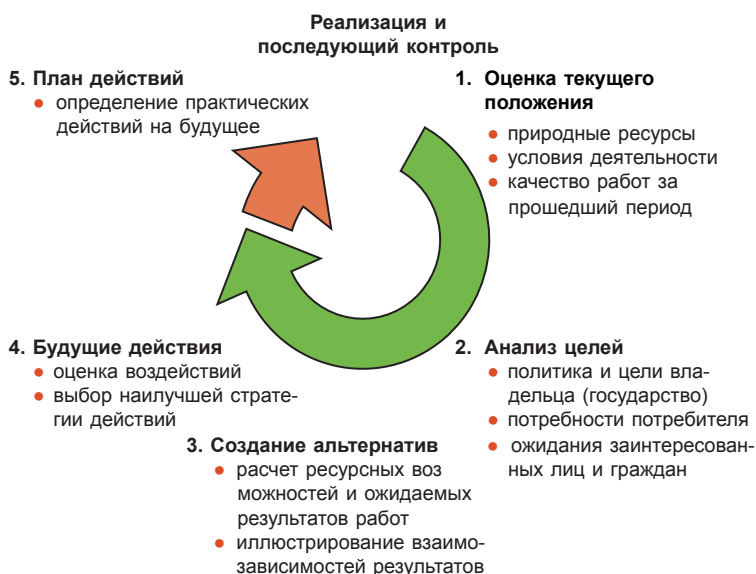 Реализация и
последующий контроль
1. Оценка текущего
положения
• природные ресурсы
• условия деятельности
• качество работ за
прошедший период
2. Анализ целей
• политика и цели вла-
дельца (государство)
• потребности потребителя
• ожидания заинтересован-
ных лиц и граждан
3. Создание альтернатив
• расчет ресурсных воз
можностей и ожидаемых
результатов работ
• иллюстрирование взаимо-
зависимостей результатов
4. Будущие действия
• оценка воздействий
• выбор наилучшей страте-
гии действий
5. План действий
• определение практических
действий на будущее